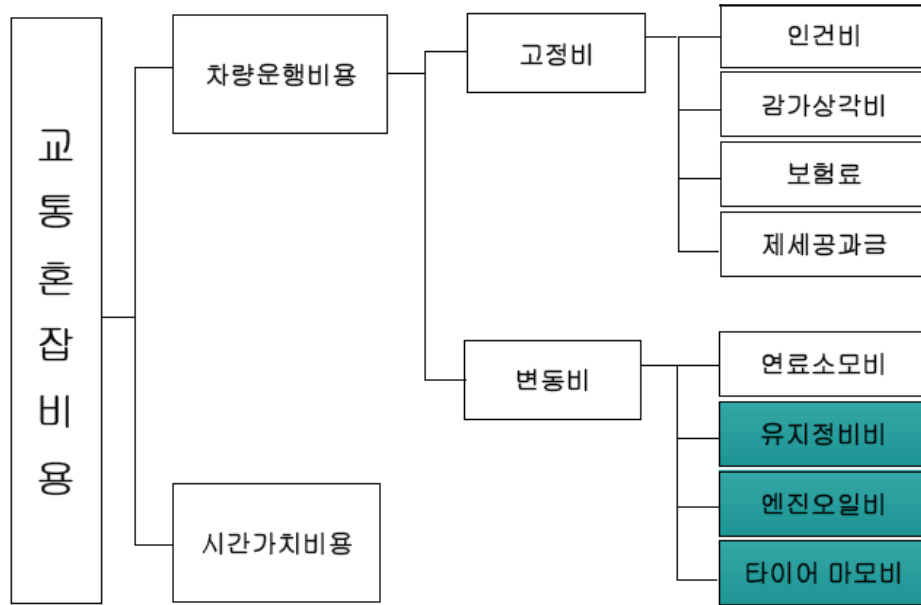 교통혼잡비용
차량운행비용
고정비
인건비
감가상각비
보험료
제세공과금
변동비
연료소모비
유지정비비
엔진오일비
타이어 마모비
시간가치비용